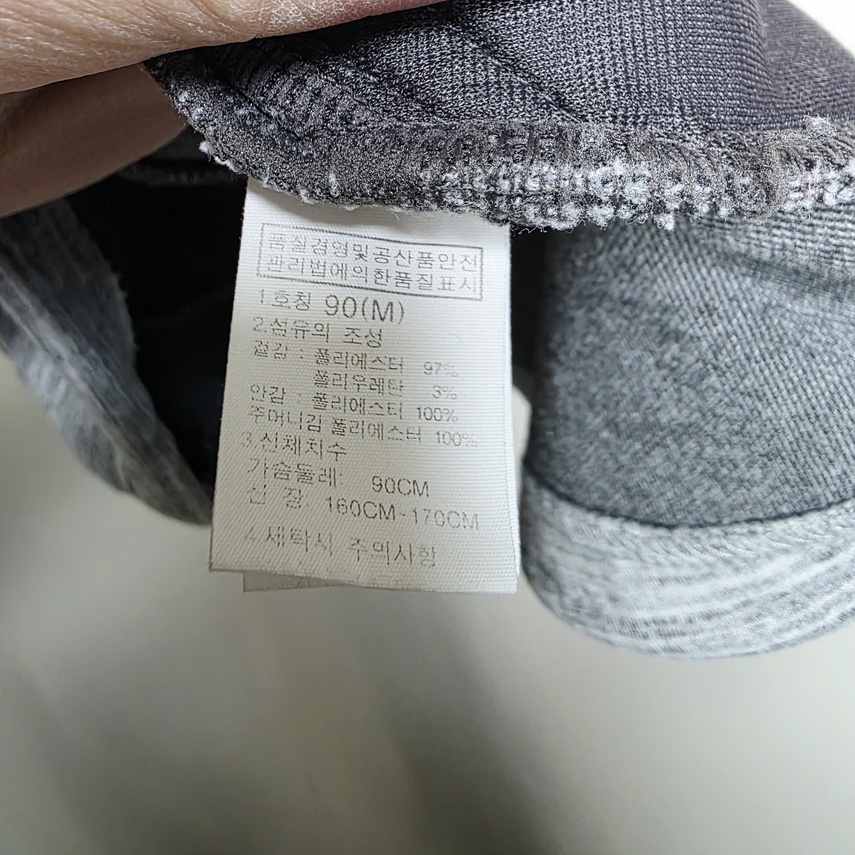 품질경영및공산품안전
관리법에의한품질표시
1.호칭 90(M)
2.섬유의 조성
겉감 : 폴리에스터 97%
폴리우레탄 3%
안감 : 폴리에스터 100%
주머니감 폴리에스터 100%
3.신체치수
가슴둘레: 90CM
신 장: 160CM~170CM
4.세탁시 주의사항